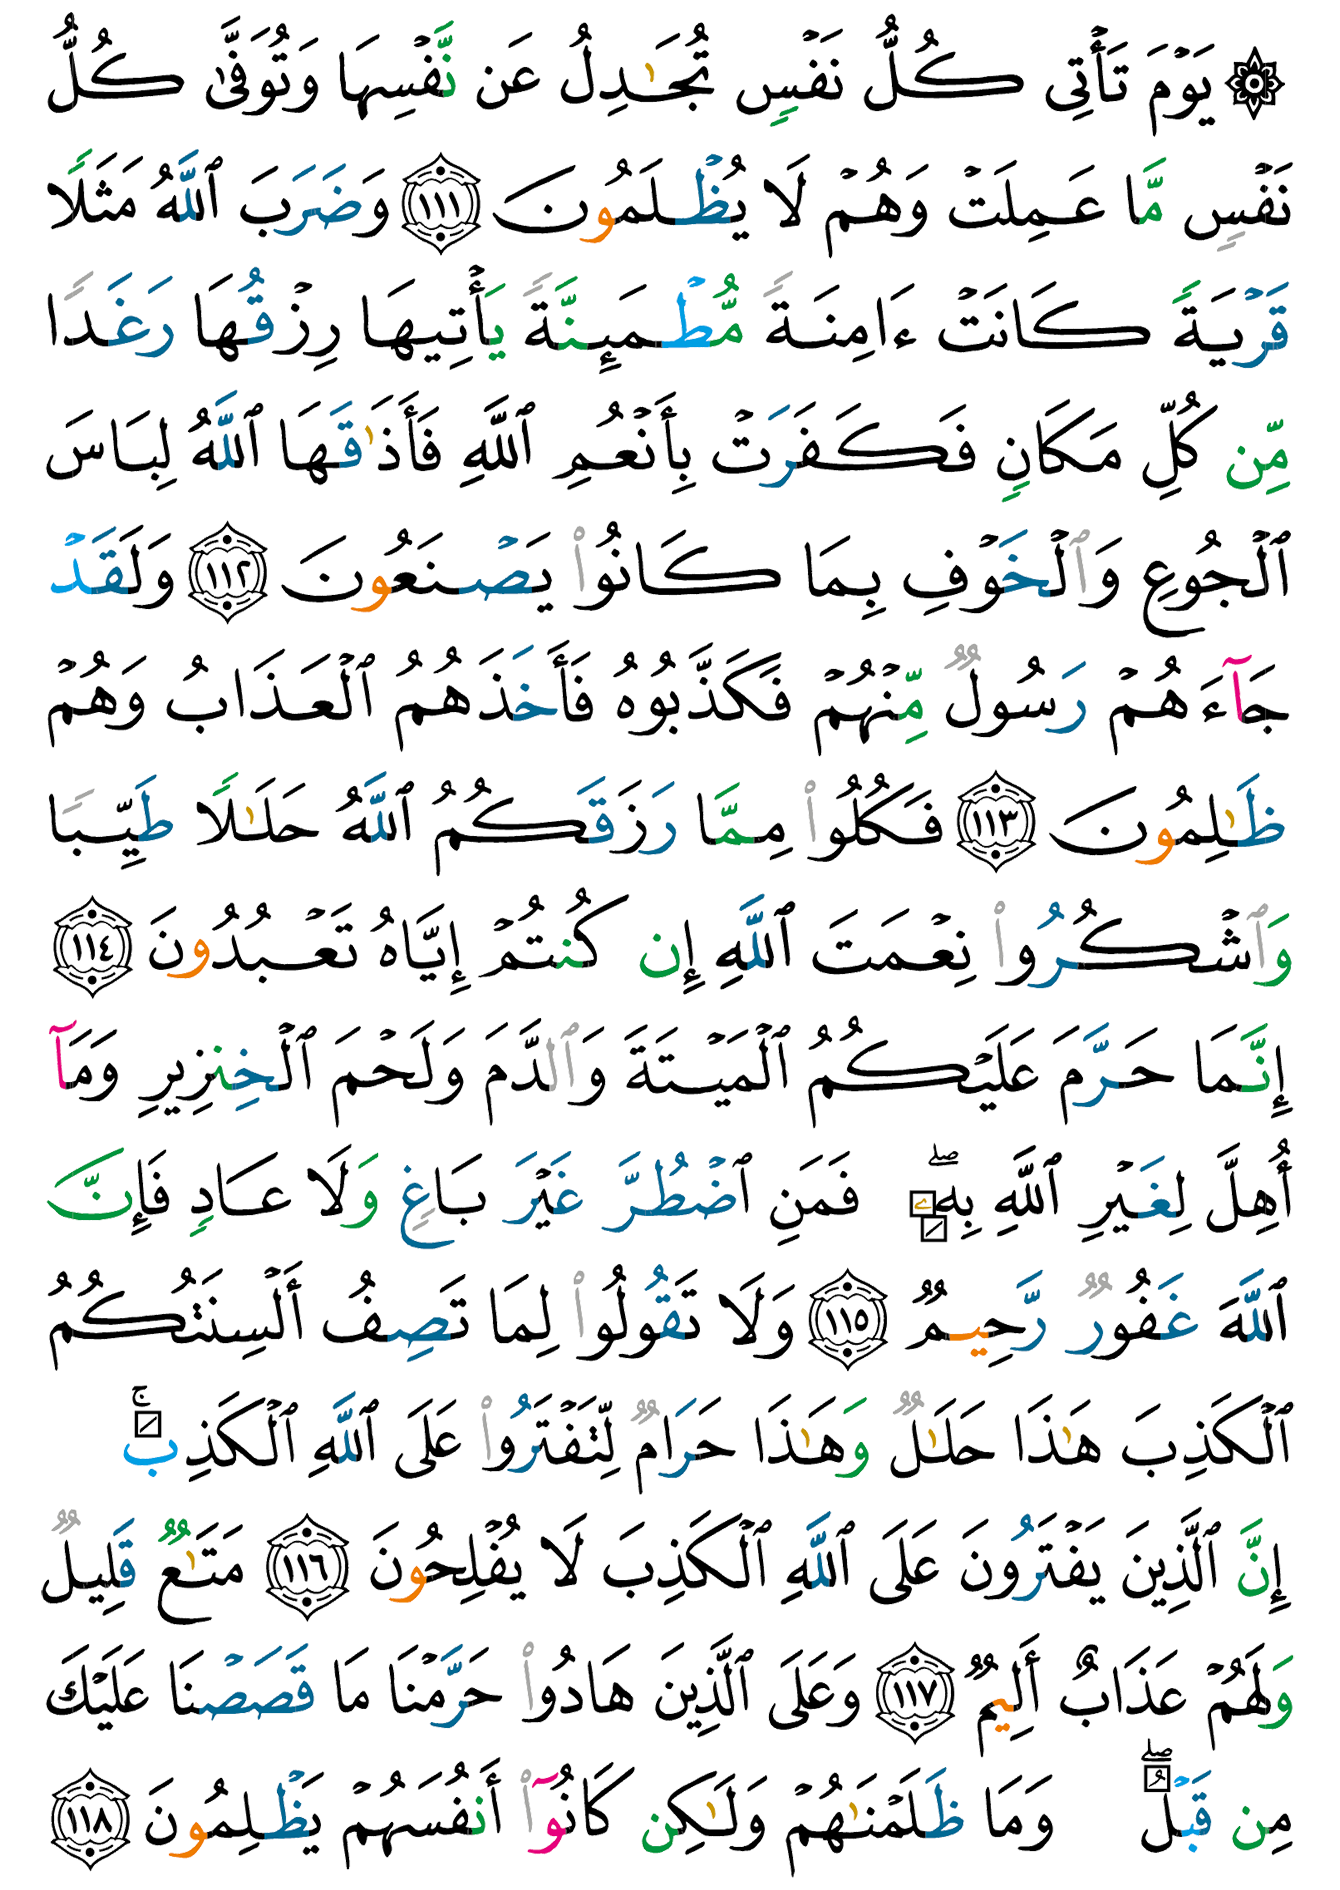 ۞ يَوۡمَ تَأۡتِي كُلُّ نَفۡسٖ تُجَٰدِلُ عَن نَّفۡسِهَا وَتُوَفَّىٰ كُلُّ
نَفۡسٖ مَّا عَمِلَتۡ وَهُمۡ لَا يُظۡلَمُونَ ١١١ وَضَرَبَ ٱللَّهُ مَثَلٗا
قَرۡيَةٗ كَانَتۡ ءَامِنَةٗ مُّطۡمَئِنَّةٗ يَأۡتِيهَا رِزۡقُهَا رَغَدٗا
مِّن كُلِّ مَكَانٖ فَكَفَرَتۡ بِأَنۡعُمِ ٱللَّهِ فَأَذَٰقَهَا ٱللَّهُ لِبَاسَ
ٱلۡجُوعِ وَٱلۡخَوۡفِ بِمَا كَانُواْ يَصۡنَعُونَ ١١٢ وَلَقَدۡ
جَآءَهُمۡ رَسُولٞ مِّنۡهُمۡ فَكَذَّبُوهُ فَأَخَذَهُمُ ٱلۡعَذَابُ وَهُمۡ
ظَٰلِمُونَ ١١٣ فَكُلُواْ مِمَّا رَزَقَكُمُ ٱللَّهُ حَلَٰلٗا طَيِّبٗا
وَٱشۡكُرُواْ نِعۡمَتَ ٱللَّهِ إِن كُنتُمۡ إِيَّاهُ تَعۡبُدُونَ ١١٤
إِنَّمَا حَرَّمَ عَلَيۡكُمُ ٱلۡمَيۡتَةَ وَٱلدَّمَ وَلَحۡمَ ٱلۡخِنزِيرِ وَمَآ
أُهِلَّ لِغَيۡرِ ٱللَّهِ بِهِۦۖ فَمَنِ ٱضۡطُرَّ غَيۡرَ بَاغٖ وَلَا عَادٖ فَإِنَّ
ٱللَّهَ غَفُورٞ رَّحِيمٞ ١١٥ وَلَا تَقُولُواْ لِمَا تَصِفُ أَلۡسِنَتُكُمُ
ٱلۡكَذِبَ هَٰذَا حَلَٰلٞ وَهَٰذَا حَرَامٞ لِّتَفۡتَرُواْ عَلَى ٱللَّهِ ٱلۡكَذِبَۚ
إِنَّ ٱلَّذِينَ يَفۡتَرُونَ عَلَى ٱللَّهِ ٱلۡكَذِبَ لَا يُفۡلِحُونَ ١١٦ مَتَٰعٞ قَلِيلٞ
وَلَهُمۡ عَذَابٌ أَلِيمٞ ١١٧ وَعَلَى ٱلَّذِينَ هَادُواْ حَرَّمۡنَا مَا قَصَصۡنَا عَلَيۡكَ
مِن قَبۡلُۖ وَمَا ظَلَمۡنَٰهُمۡ وَلَٰكِن كَانُوٓاْ أَنفُسَهُمۡ يَظۡلِمُونَ ١١٨